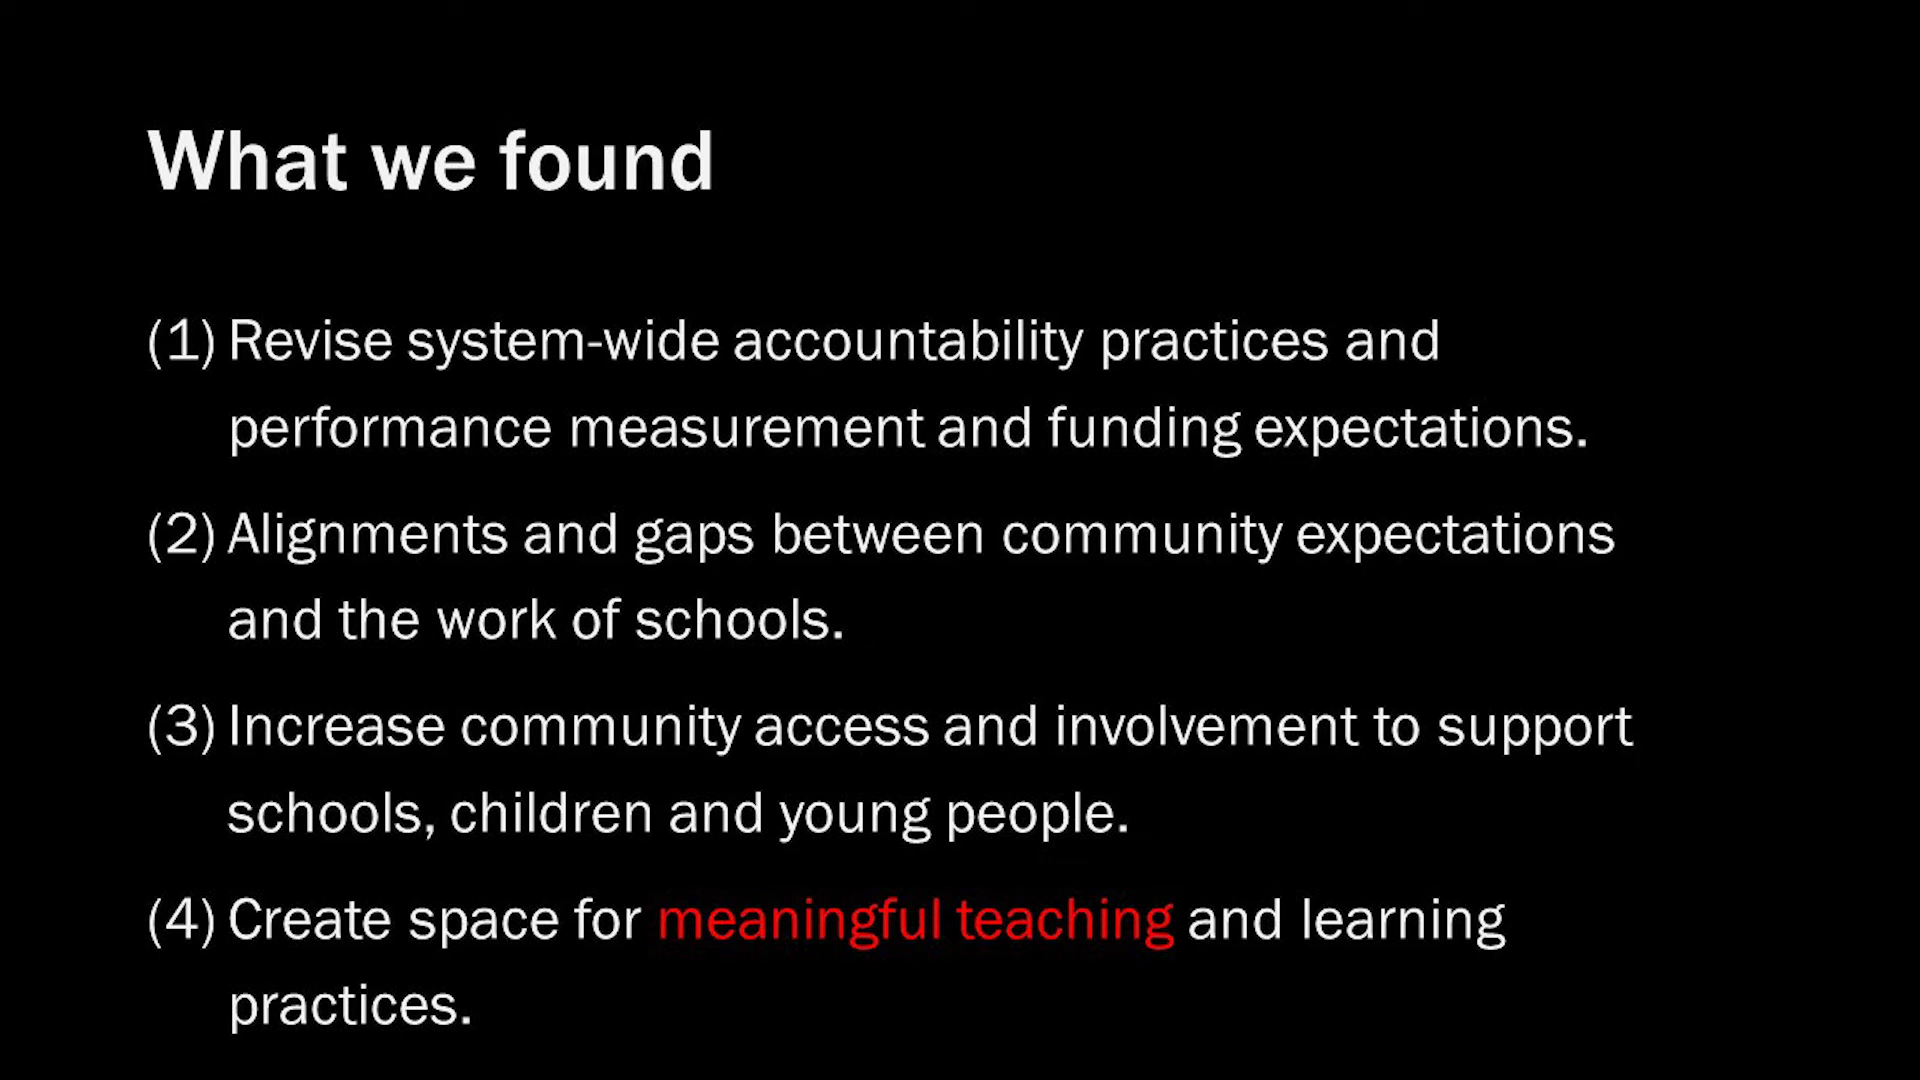 What we found
(1) Revise system-wide accountability practices and
performance measurement and funding expectations.
(2) Alignments and gaps between community expectations
and the work of schools.
(3) Increase community access and involvement to support
schools, children and young people.
(4) Create space for meaningful teaching and learning
practices.